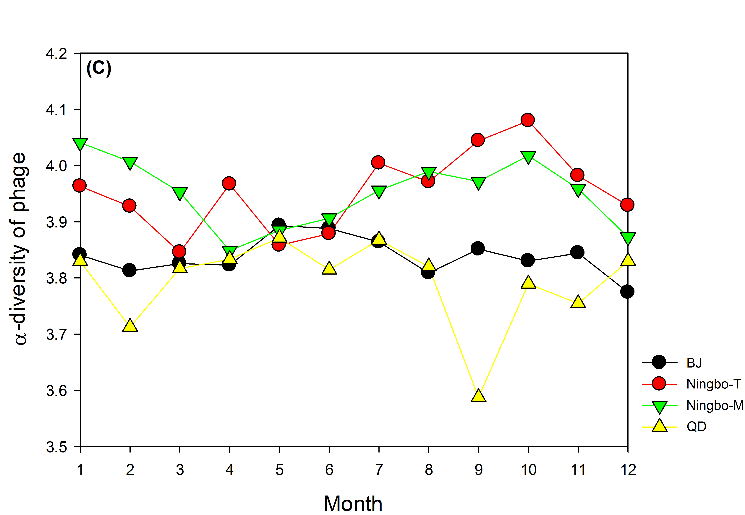 (C)
4.2
4.1
4.0
3.9
3.8
3.7
3.6
3.5
α-diversity of phage
1 2 3 4 5 6 7 8 9 10 11 12
Month
BJ
Ningbo-T
Ningbo-M
QD